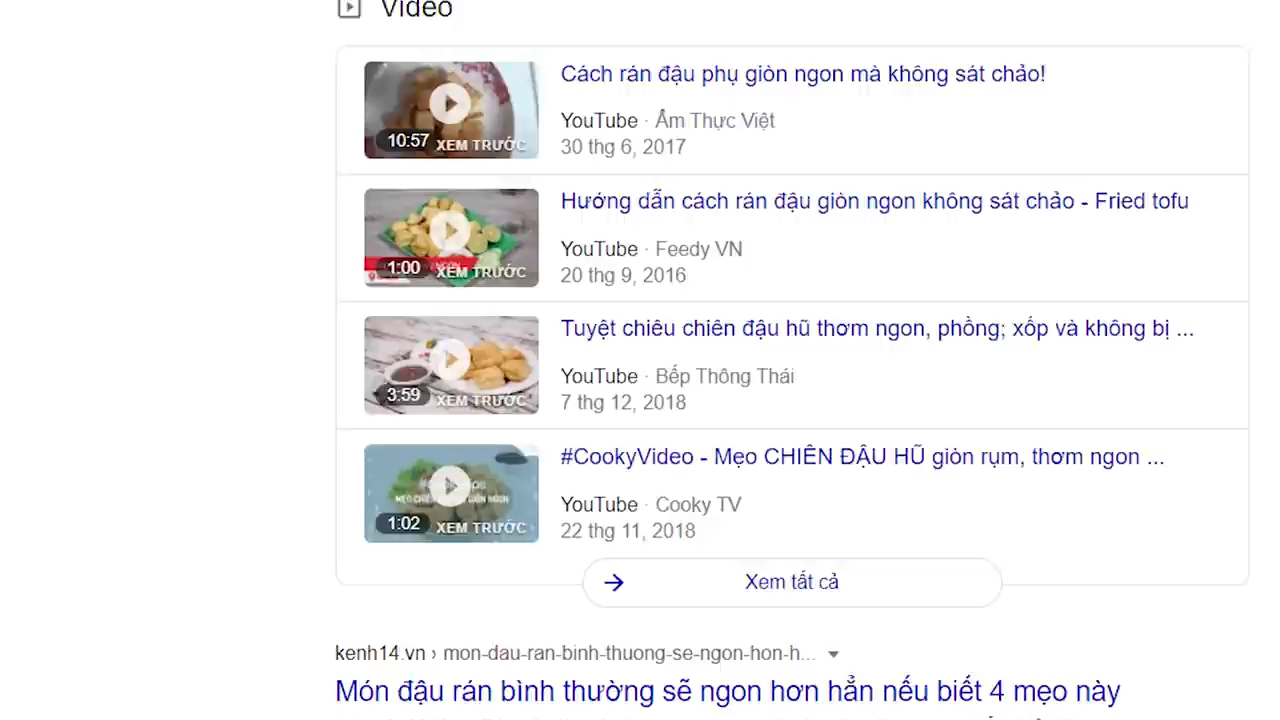 Video
Cách rán đậu phụ giòn ngon mà không sát chảo!
YouTube · Ẩm Thực Việt
10:57 XEM TRƯỚC
30 thg 6, 2017
Hướng dẫn cách rán đậu giòn ngon không sát chảo - Fried tofu
YouTube · Feedy VN
1:00 XEM TRƯỚC
20 thg 9, 2016
Tuyệt chiêu chiên đậu hũ thơm ngon, phồng; xốp và không bị ...
YouTube · Bếp Thông Thái
3:59 XEM TRƯỚC
7 thg 12, 2018
#CookyVideo - Mẹo CHIÊN ĐẬU HŨ giòn rụm, thơm ngon ...
YouTube · Cooky TV
1:02 XEM TRƯỚC
22 thg 11, 2018
Xem tất cả
kenh14.vn › mon-dau-ran-binh-thuong-se-ngon-hon-h...
Món đậu rán bình thường sẽ ngon hơn hẳn nếu biết 4 mẹo này